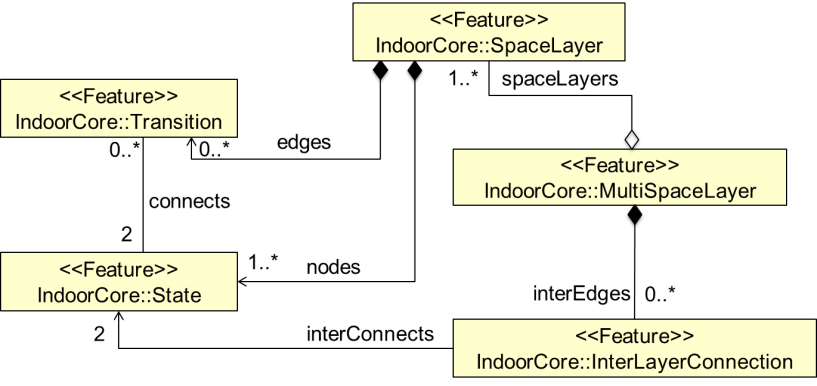 <<Feature>>
IndoorCore::SpaceLayer
1..*
spaceLayers
<<Feature>>
IndoorCore::Transition
0..*
0..*
edges
<<Feature>>
IndoorCore::MultiSpaceLayer
connects
2
<<Feature>>
IndoorCore::State
1..*
nodes
interEdges
0..*
2
interConnects
<<Feature>>
IndoorCore::InterLayerConnection